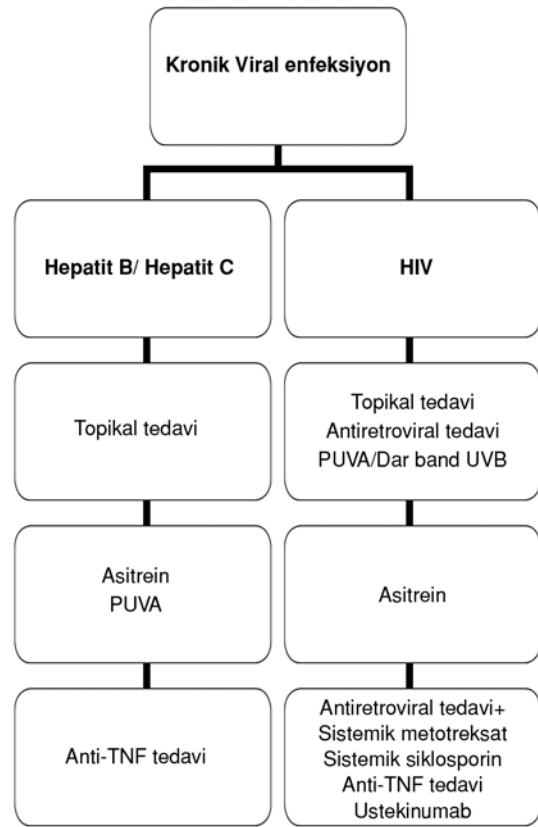 Kronik Viral enfeksiyon
Hepatit B/ Hepatit C
HIV
Topikal tedavi
Topikal tedavi
Antiretroviral tedavi
PUVA/Dar band UVB
Asitrein
PUVA
Asitrein
Anti-TNF tedavi
Antiretroviral tedavi+
Sistemik metotreksat
Sistemik siklosporin
Anti-TNF tedavi
Ustekinumab